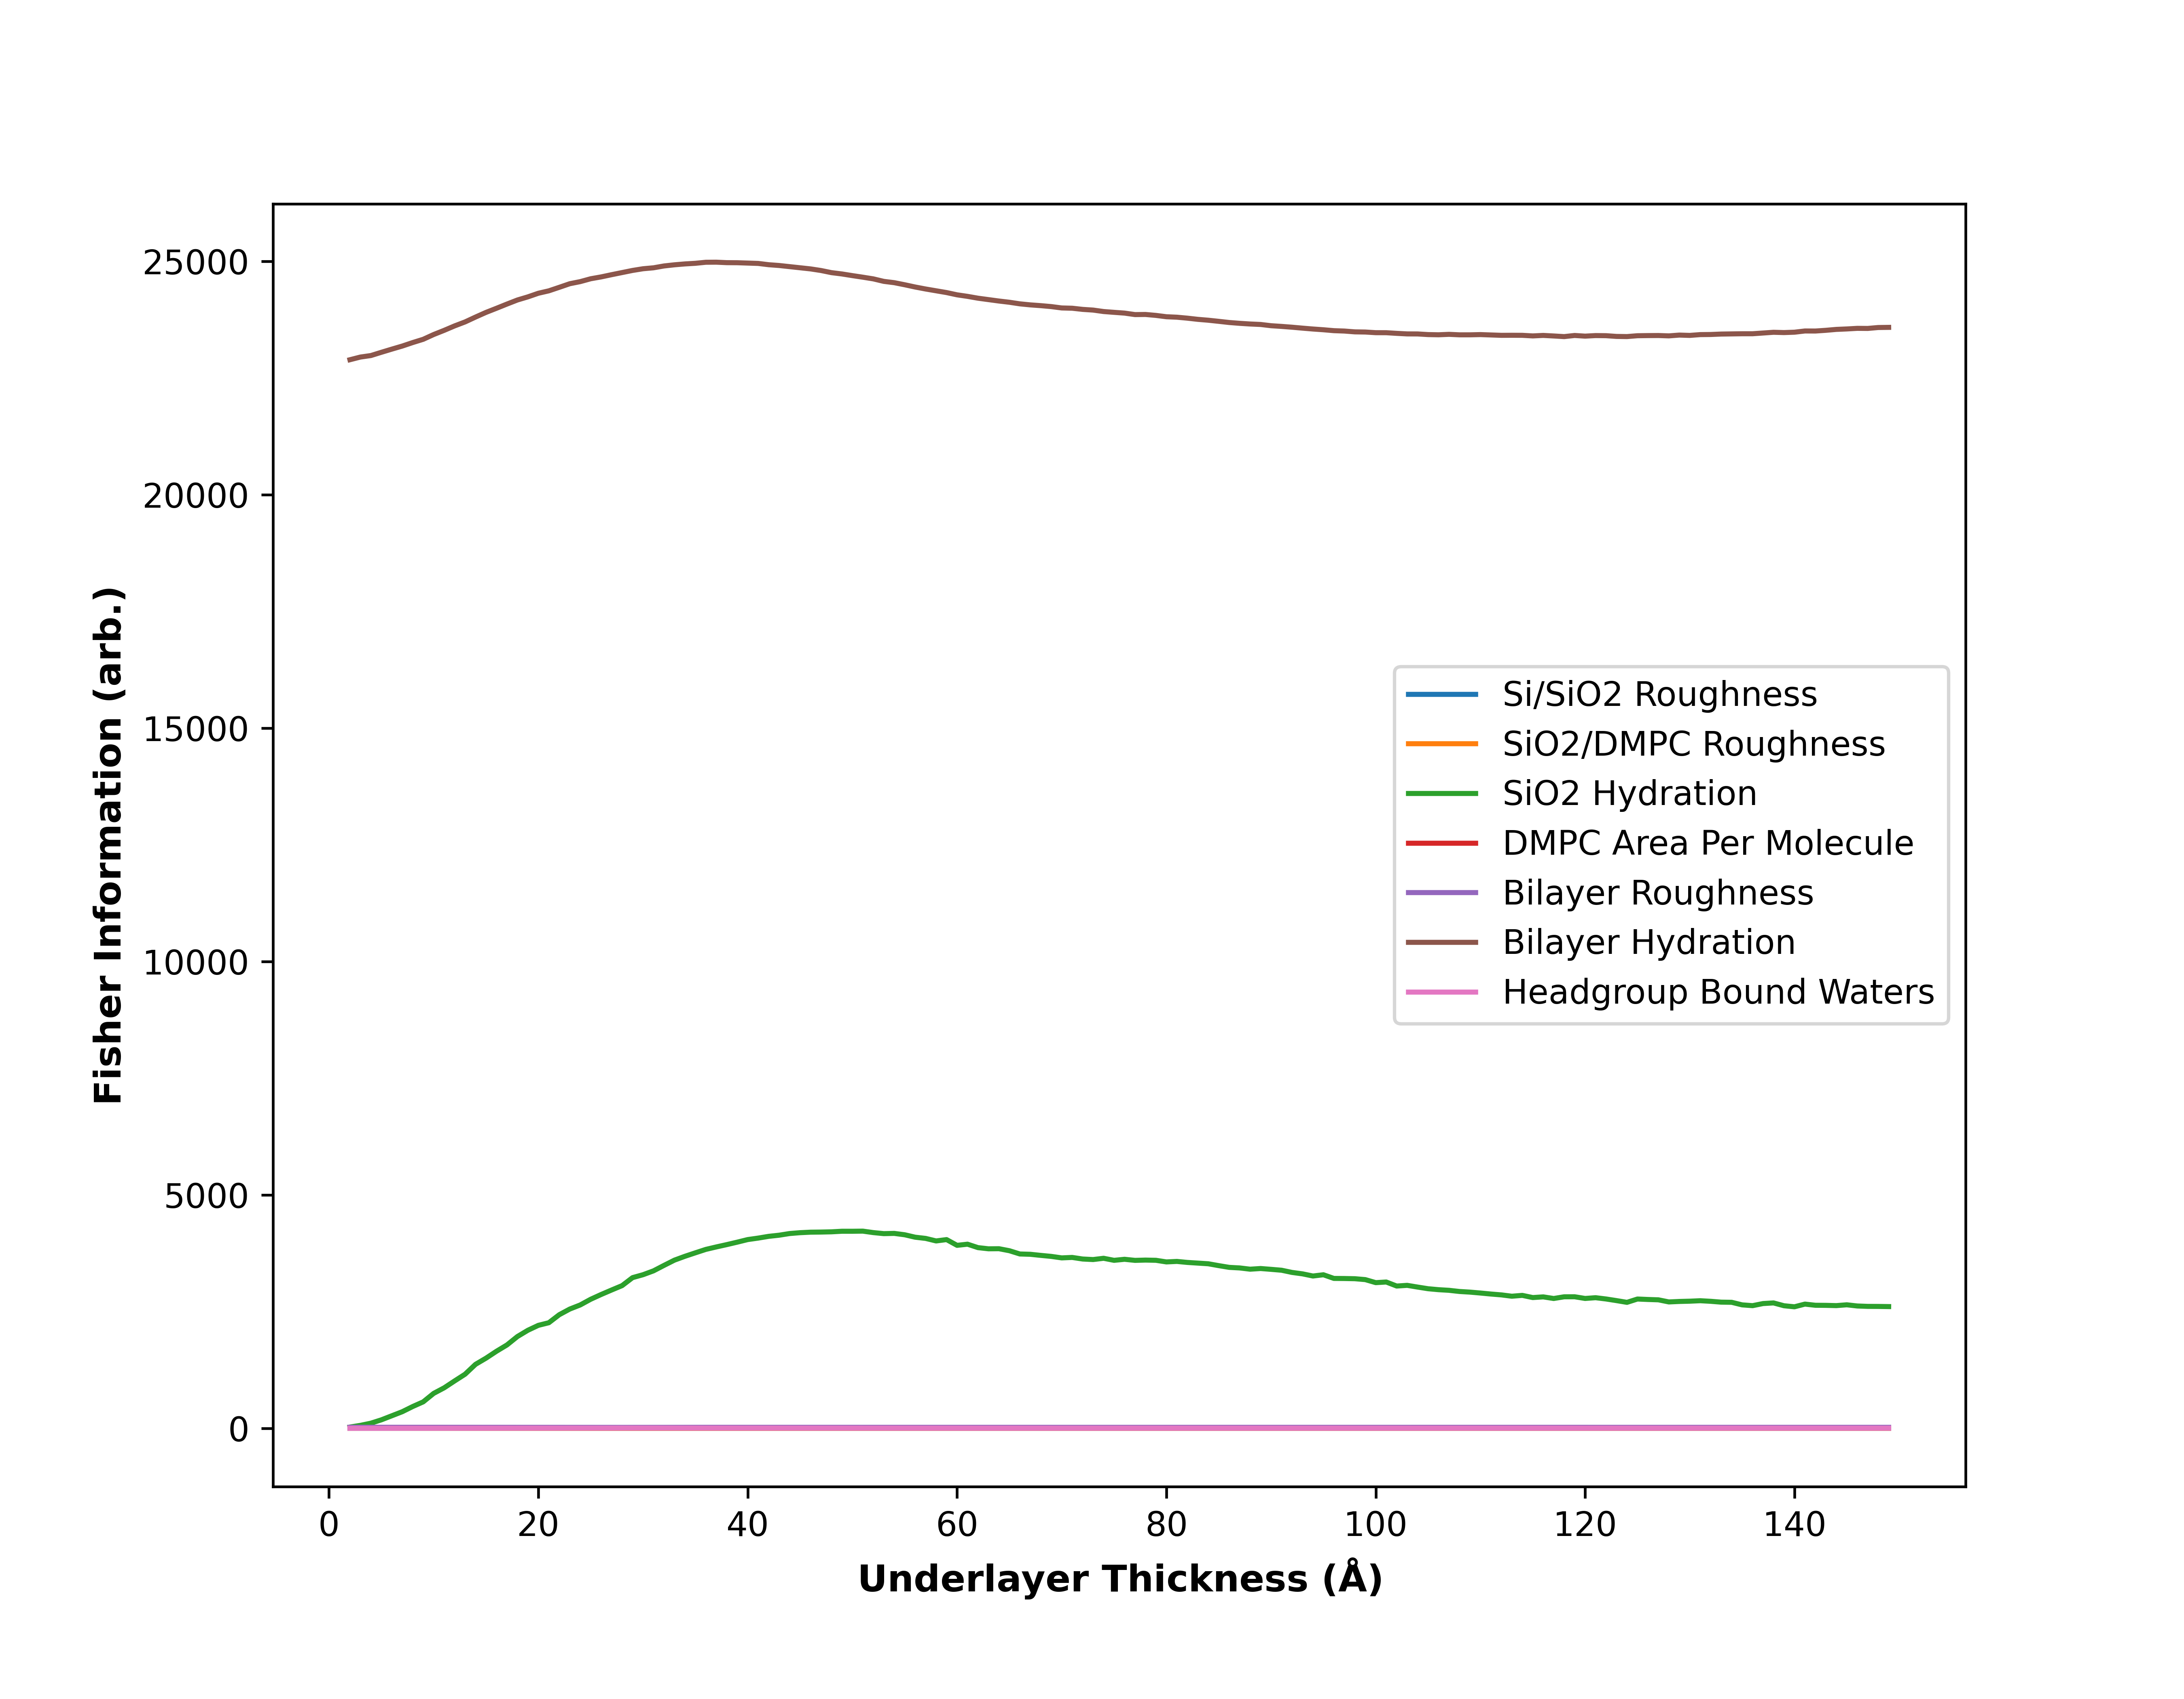 25000
20000
15000
10000
5000
0
Fisher Information (arb.)
Si/SiO2 Roughness
SiO2/DMPC Roughness
SiO2 Hydration
DMPC Area Per Molecule
Bilayer Roughness
Bilayer Hydration
Headgroup Bound Waters
0 20 40 60 80 100 120 140
Underlayer Thickness (Å)